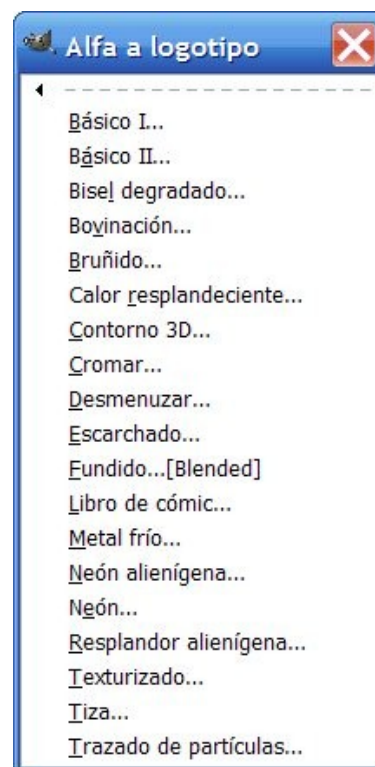 Alfa a logotipo
Básico I...
Básico II...
Bisel degradado...
Bovinación...
Bruñido...
Calor resplandeciente...
Contorno 3D...
Cromar...
Desmenuzar...
Escarchado...
Fundido...[Blended]
Libro de cómic...
Metal frío...
Neón alienígena...
Neón...
Resplandor alienígena...
Texturizado...
Tiza...
Trazado de partículas...